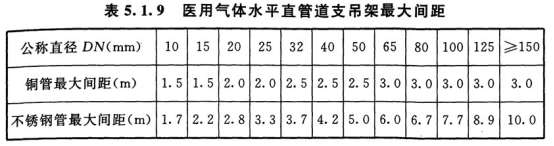 表 5.1.9 医用气体水平直管道支吊架最大间距
公称直径 DN(mm) 10 15 20 25 32 40 50 65 80 100 125 ≥150
铜管最大间距(m) 1.5 1.5 2.0 2.0 2.5 2.5 2.5 3.0 3.0 3.0 3.0 3.0
不锈钢管最大间距(m) 1.7 2.2 2.8 3.3 3.7 4.2 5.0 6.0 6.7 7.7 8.9 10.0